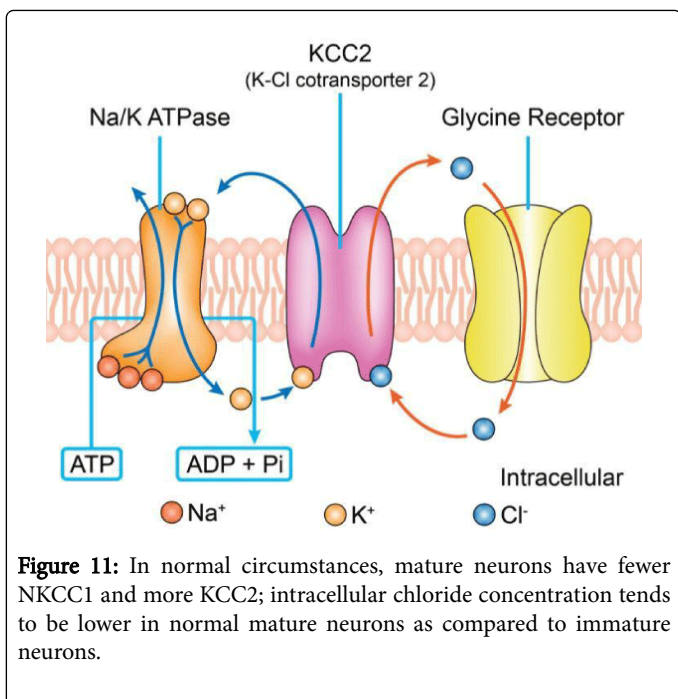 KCC2
(K-Cl cotransporter 2)
Na/K ATPase
Glycine Receptor
ATP
ADP + Pi
Intracellular
Na⁺
K⁺
Cl⁻
Figure 11: In normal circumstances, mature neurons have fewer
NKCC1 and more KCC2; intracellular chloride concentration tends
to be lower in normal mature neurons as compared to immature
neurons.